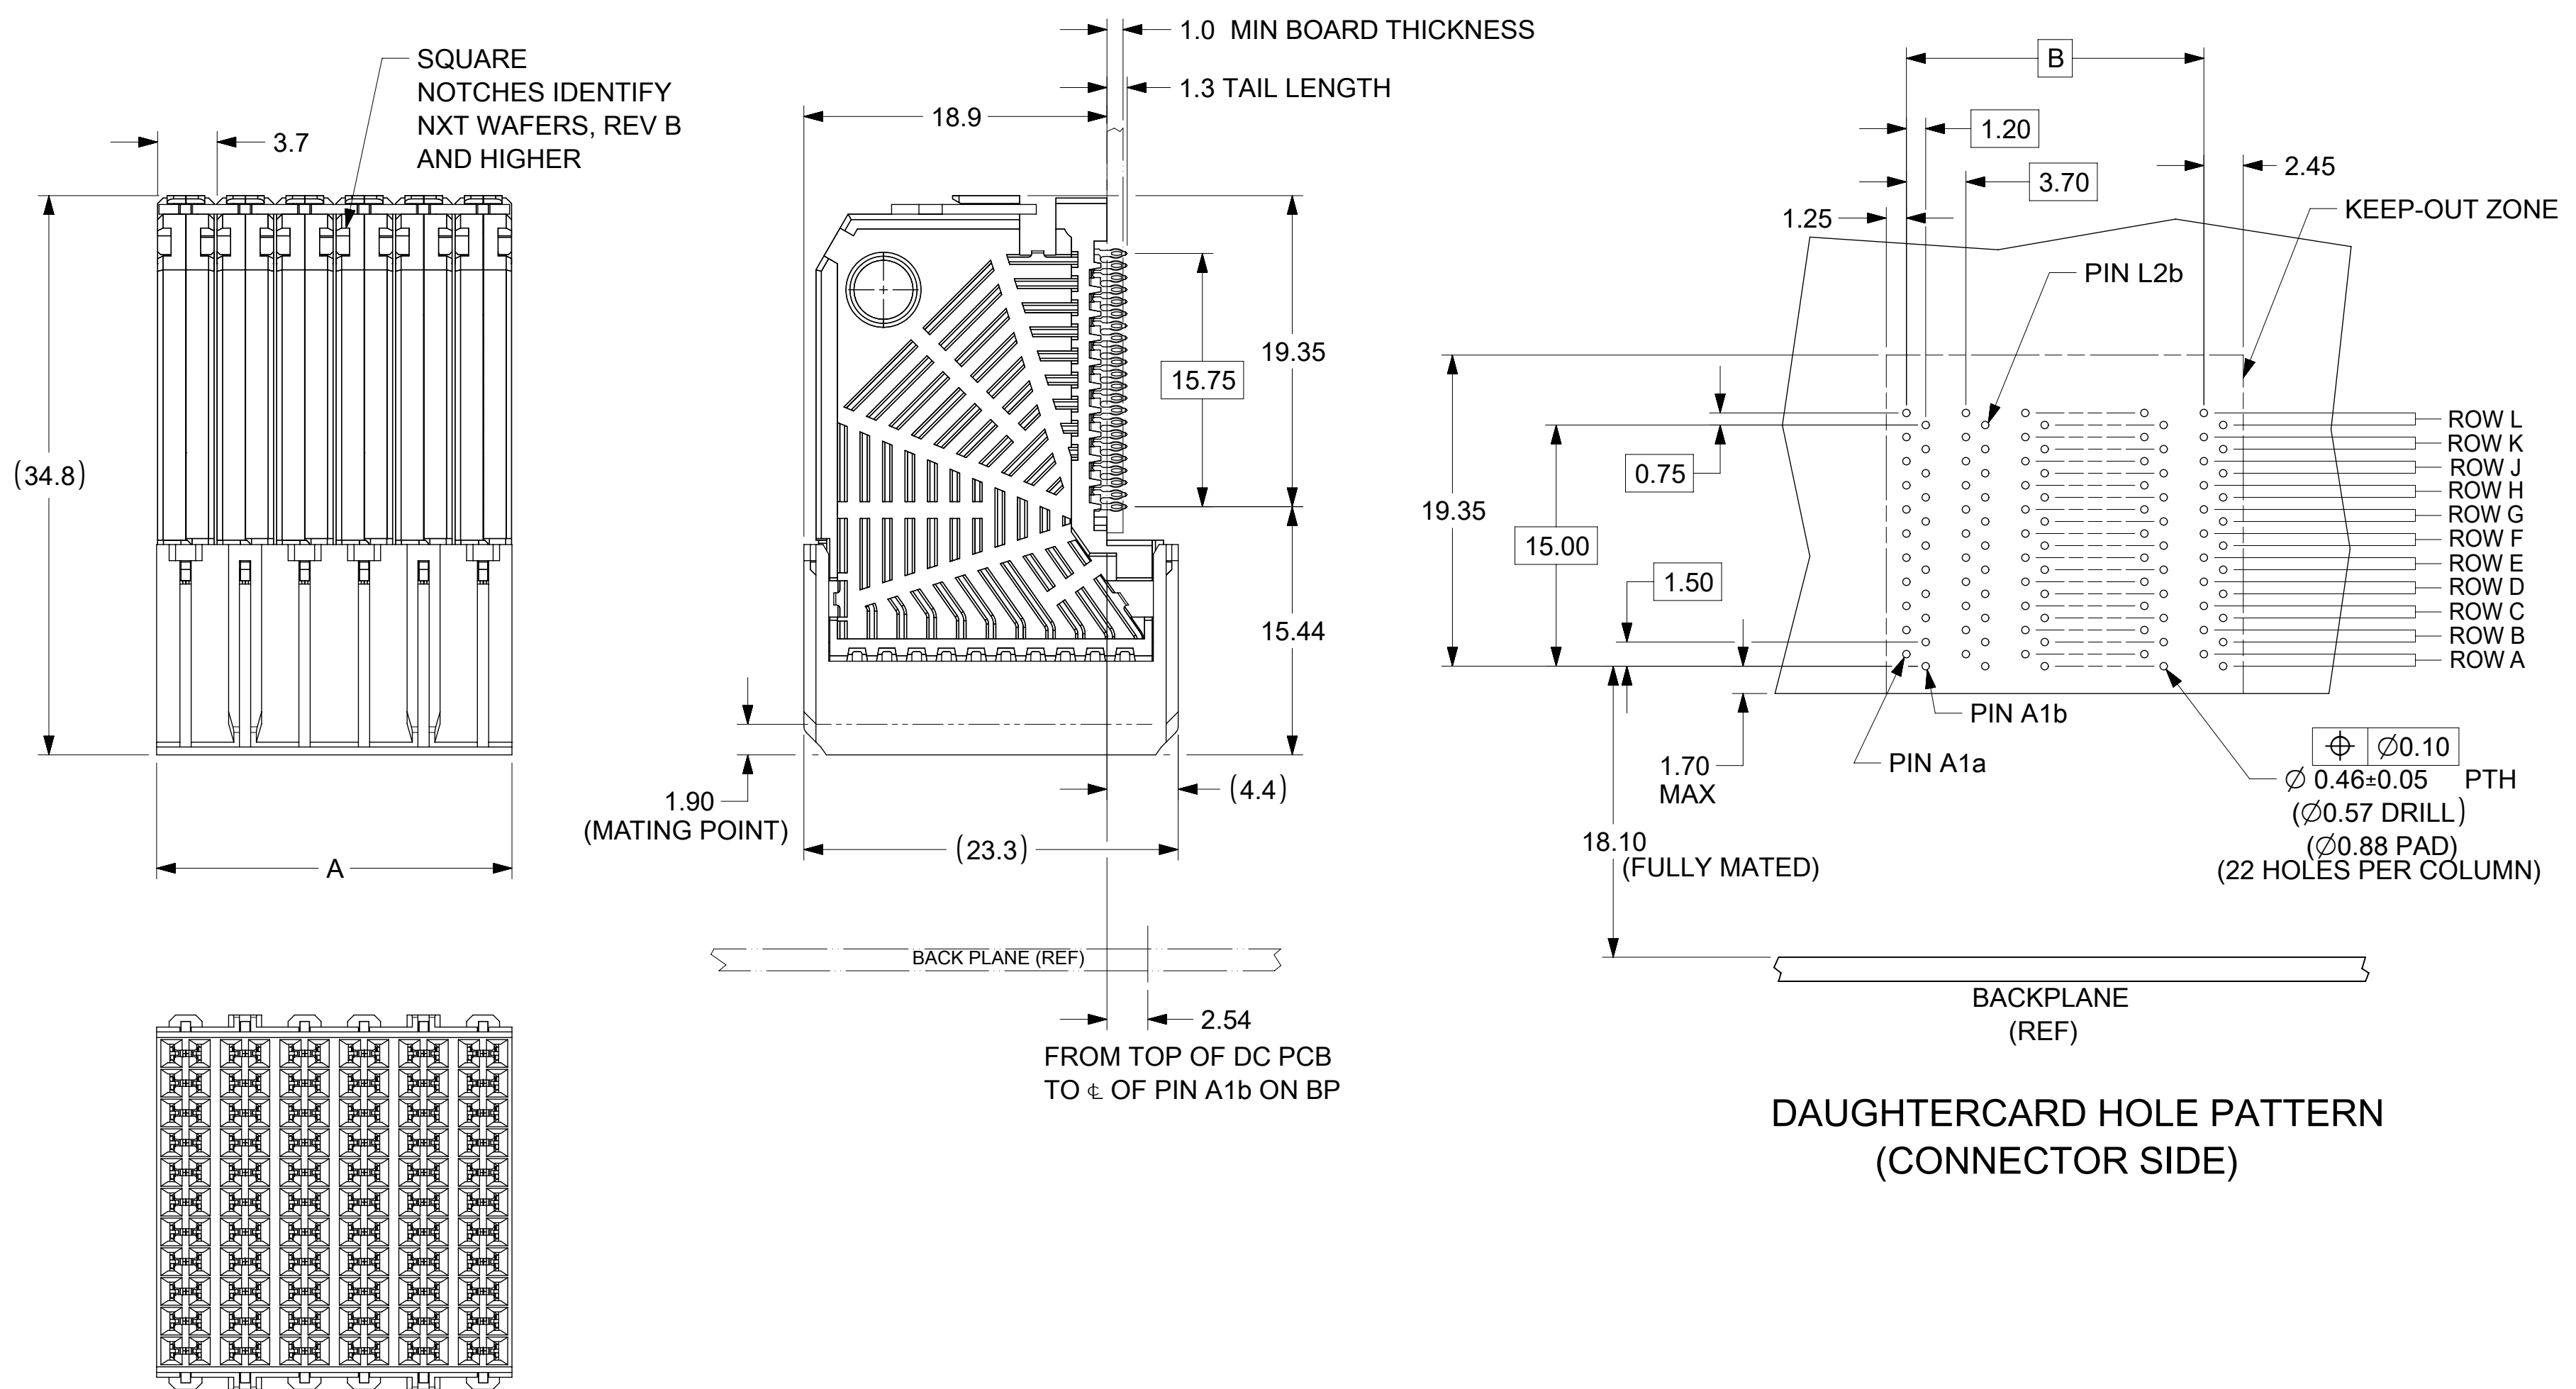 SQUARE
NOTCHES IDENTIFY
NXT WAFERS, REV B
AND HIGHER
3.7
(34.8)
A
1.0 MIN BOARD THICKNESS
1.3 TAIL LENGTH
18.9
15.75
19.35
15.44
1.90
(MATING POINT)
(4.4)
(23.3)
BACK PLANE (REF)
2.54
FROM TOP OF DC PCB
TO ℄ OF PIN A1b ON BP
B
1.20
3.70
2.45
1.25
KEEP-OUT ZONE
PIN L2b
0.75
19.35
15.00
1.50
ROW L
ROW K
ROW J
ROW H
ROW G
ROW F
ROW E
ROW D
ROW C
ROW B
ROW A
PIN A1b
PIN A1a
1.70
MAX
18.10
(FULLY MATED)
⌖ ∅0.10
∅ 0.46±0.05 PTH
(∅0.57 DRILL)
(∅0.88 PAD)
(22 HOLES PER COLUMN)
BACKPLANE
(REF)
DAUGHTERCARD HOLE PATTERN
(CONNECTOR SIDE)